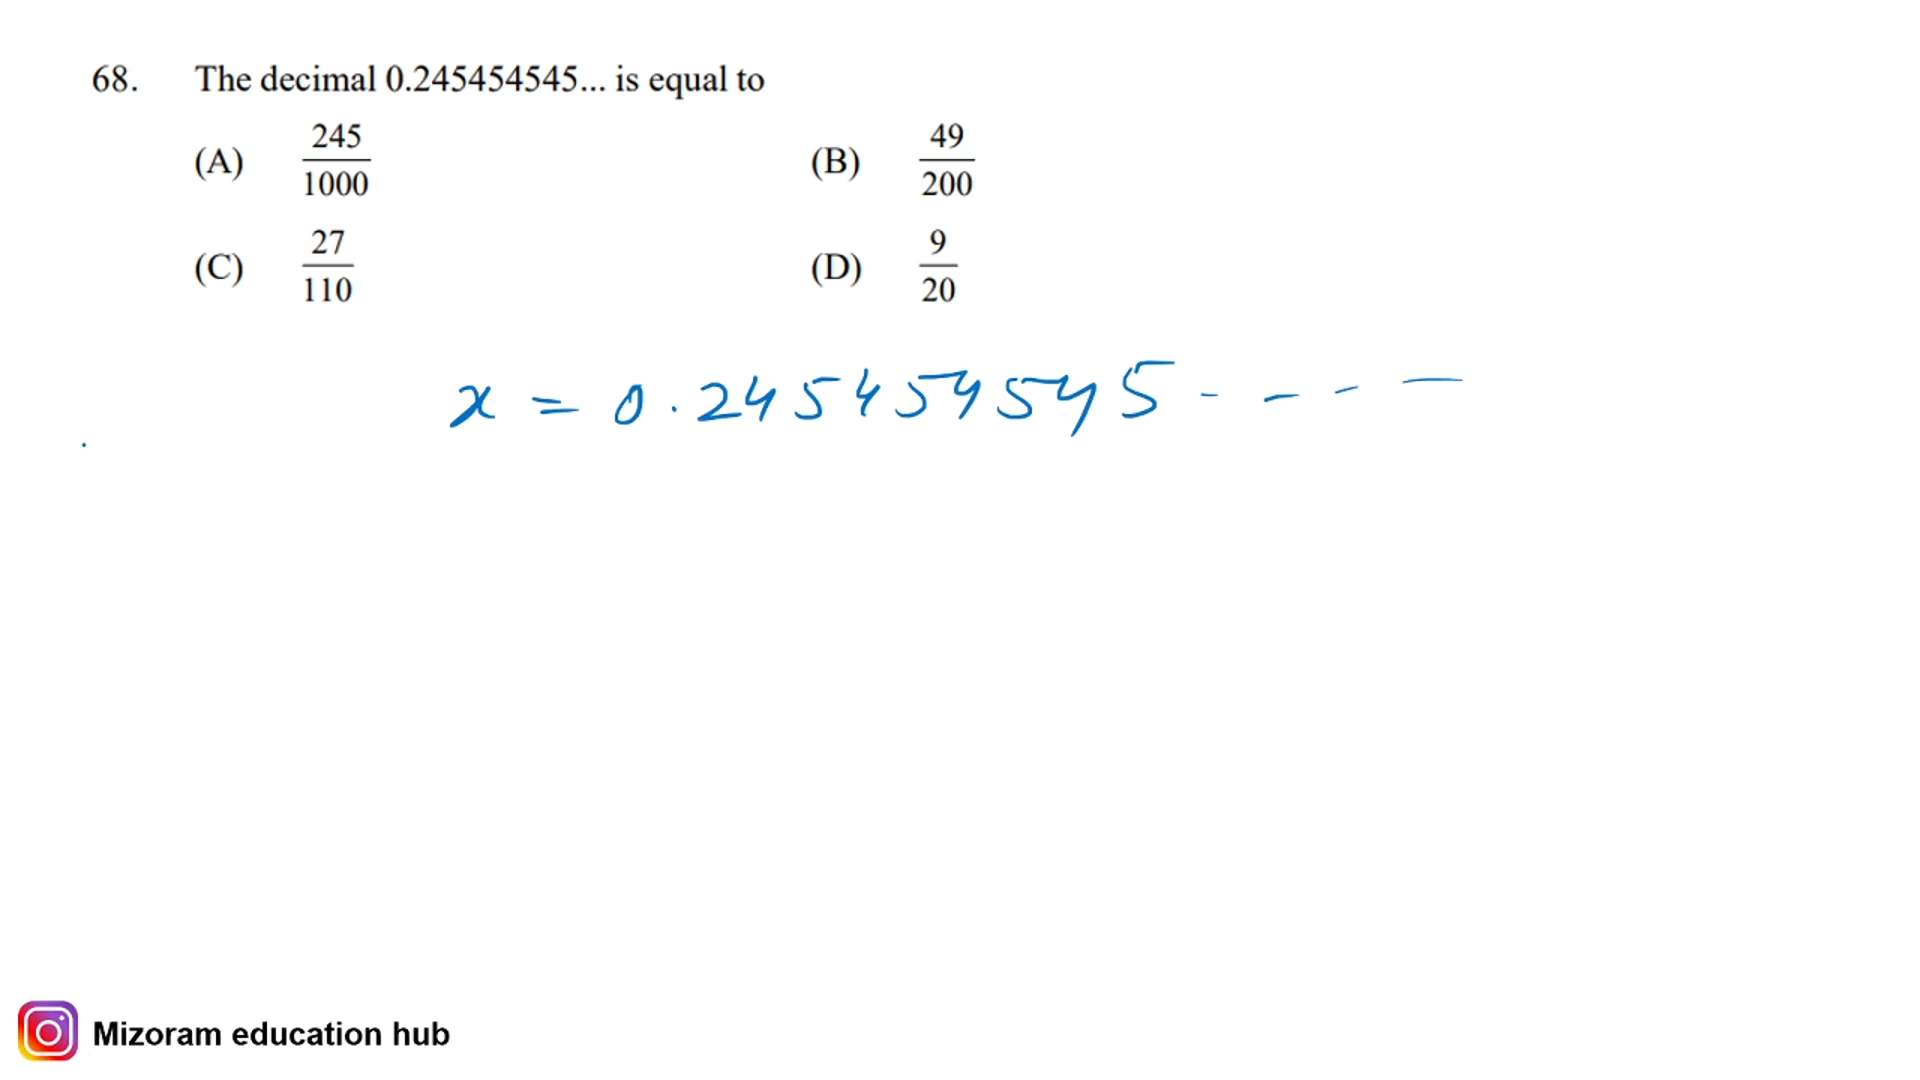 68. The decimal 0.245454545... is equal to
(A) 245/1000 (B) 49/200
(C) 27/110 (D) 9/20
x = 0.24545454545 - - - -
Mizoram education hub